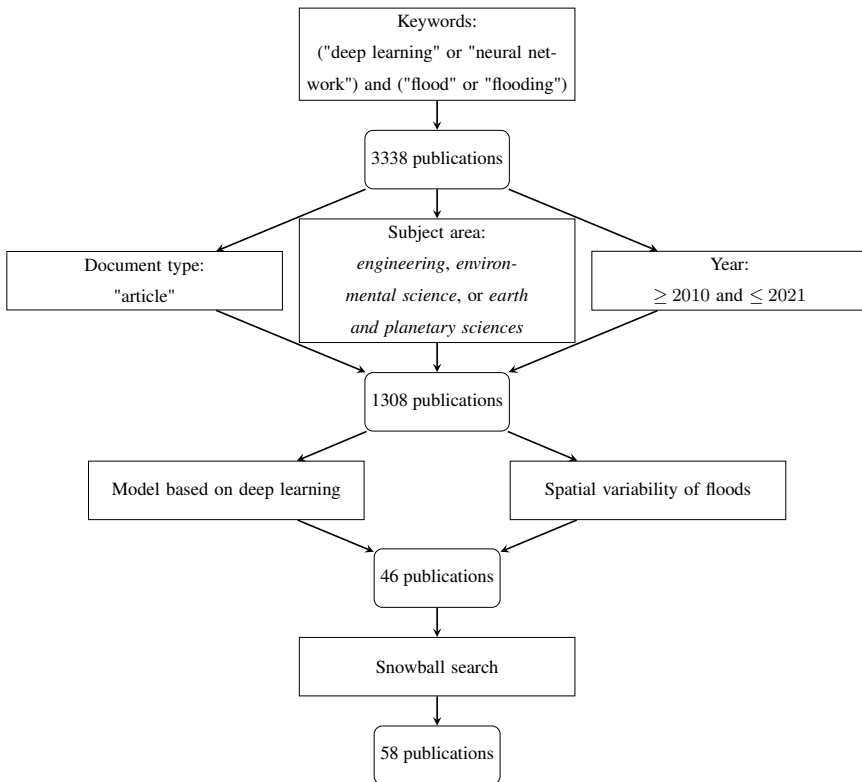 Keywords:
("deep learning" or "neural net-
work") and ("flood" or "flooding")
3338 publications
Document type:
"article"
Subject area:
engineering, environ-
mental science, or earth
and planetary sciences
Year:
≥ 2010 and ≤ 2021
1308 publications
Model based on deep learning
Spatial variability of floods
46 publications
Snowball search
58 publications